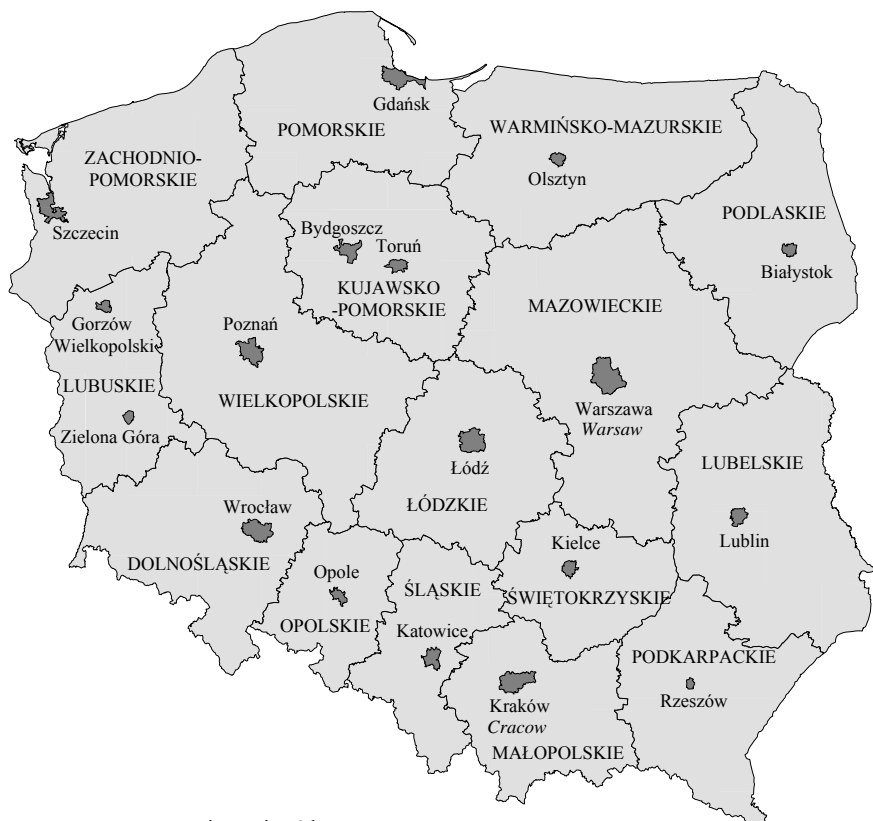 Gdańsk
POMORSKIE
WARMIŃSKO-MAZURSKIE
Olsztyn
ZACHODNIO-
POMORSKIE
Szczecin
PODLASKIE
Białystok
Bydgoszcz
Toruń
KUJAWSKO
-POMORSKIE
MAZOWIECKIE
Warszawa
Warsaw
Gorzów
Wielkopolski
LUBUSKIE
Zielona Góra
Poznań
WIELKOPOLSKIE
Łódź
ŁÓDZKIE
LUBELSKIE
Lublin
Wrocław
DOLNOŚLĄSKIE
Opole
OPOLSKIE
ŚLĄSKIE
Katowice
Kielce
ŚWIĘTOKRZYSKIE
Kraków
Cracow
MAŁOPOLSKIE
PODKARPACKIE
Rzeszów